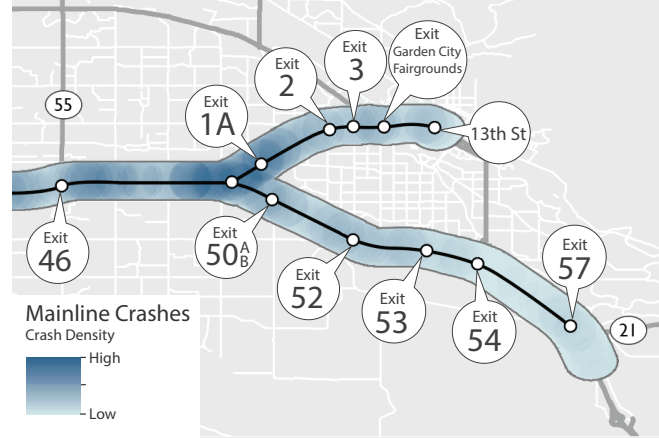 Exit
Garden City
Fairgrounds
Exit
3
Exit
2
Exit
1A
55
13th St
Exit
46
Exit
50 A
B
Exit
52
Exit
53
Exit
54
Exit
57
21
Mainline Crashes
Crash Density
High
Low